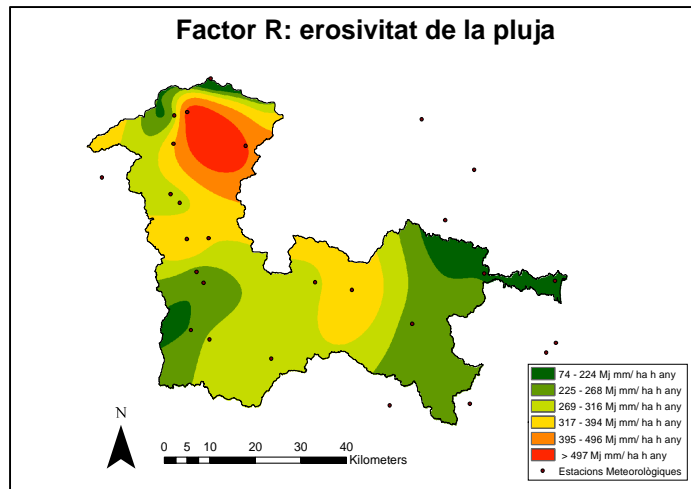 Factor R: erosivitat de la pluja
N
0 5 10 20 30 40
Kilometers
74 - 224 Mj mm/ ha h any
225 - 268 Mj mm/ ha h any
269 - 316 Mj mm/ ha h any
317 - 394 Mj mm/ ha h any
395 - 496 Mj mm/ ha h any
> 497 Mj mm/ ha h any
Estacions Meteorològiques